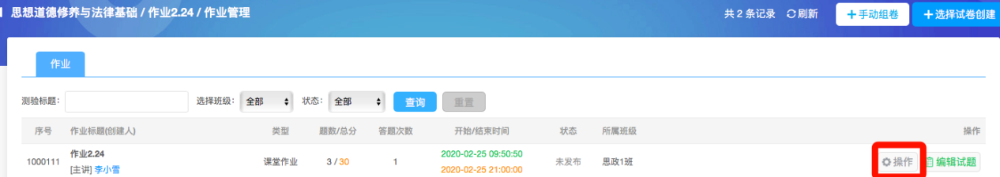 思想道德修养与法律基础 / 作业2.24 / 作业管理 共 2 条记录 刷新 +手动组卷 +选择试卷创建
作业
测验标题: 选择班级: 全部 状态: 全部 查询 重置
序号 作业标题(创建人) 类型 题数/总分 答题次数 开始/结束时间 状态 所属班级 操作
作业2.24 2020-02-25 09:50:50
1000111 课堂作业 3 / 30 1 未发布 思政1班 操作 编辑试题
[主讲] 李小雪 2020-02-25 21:00:00